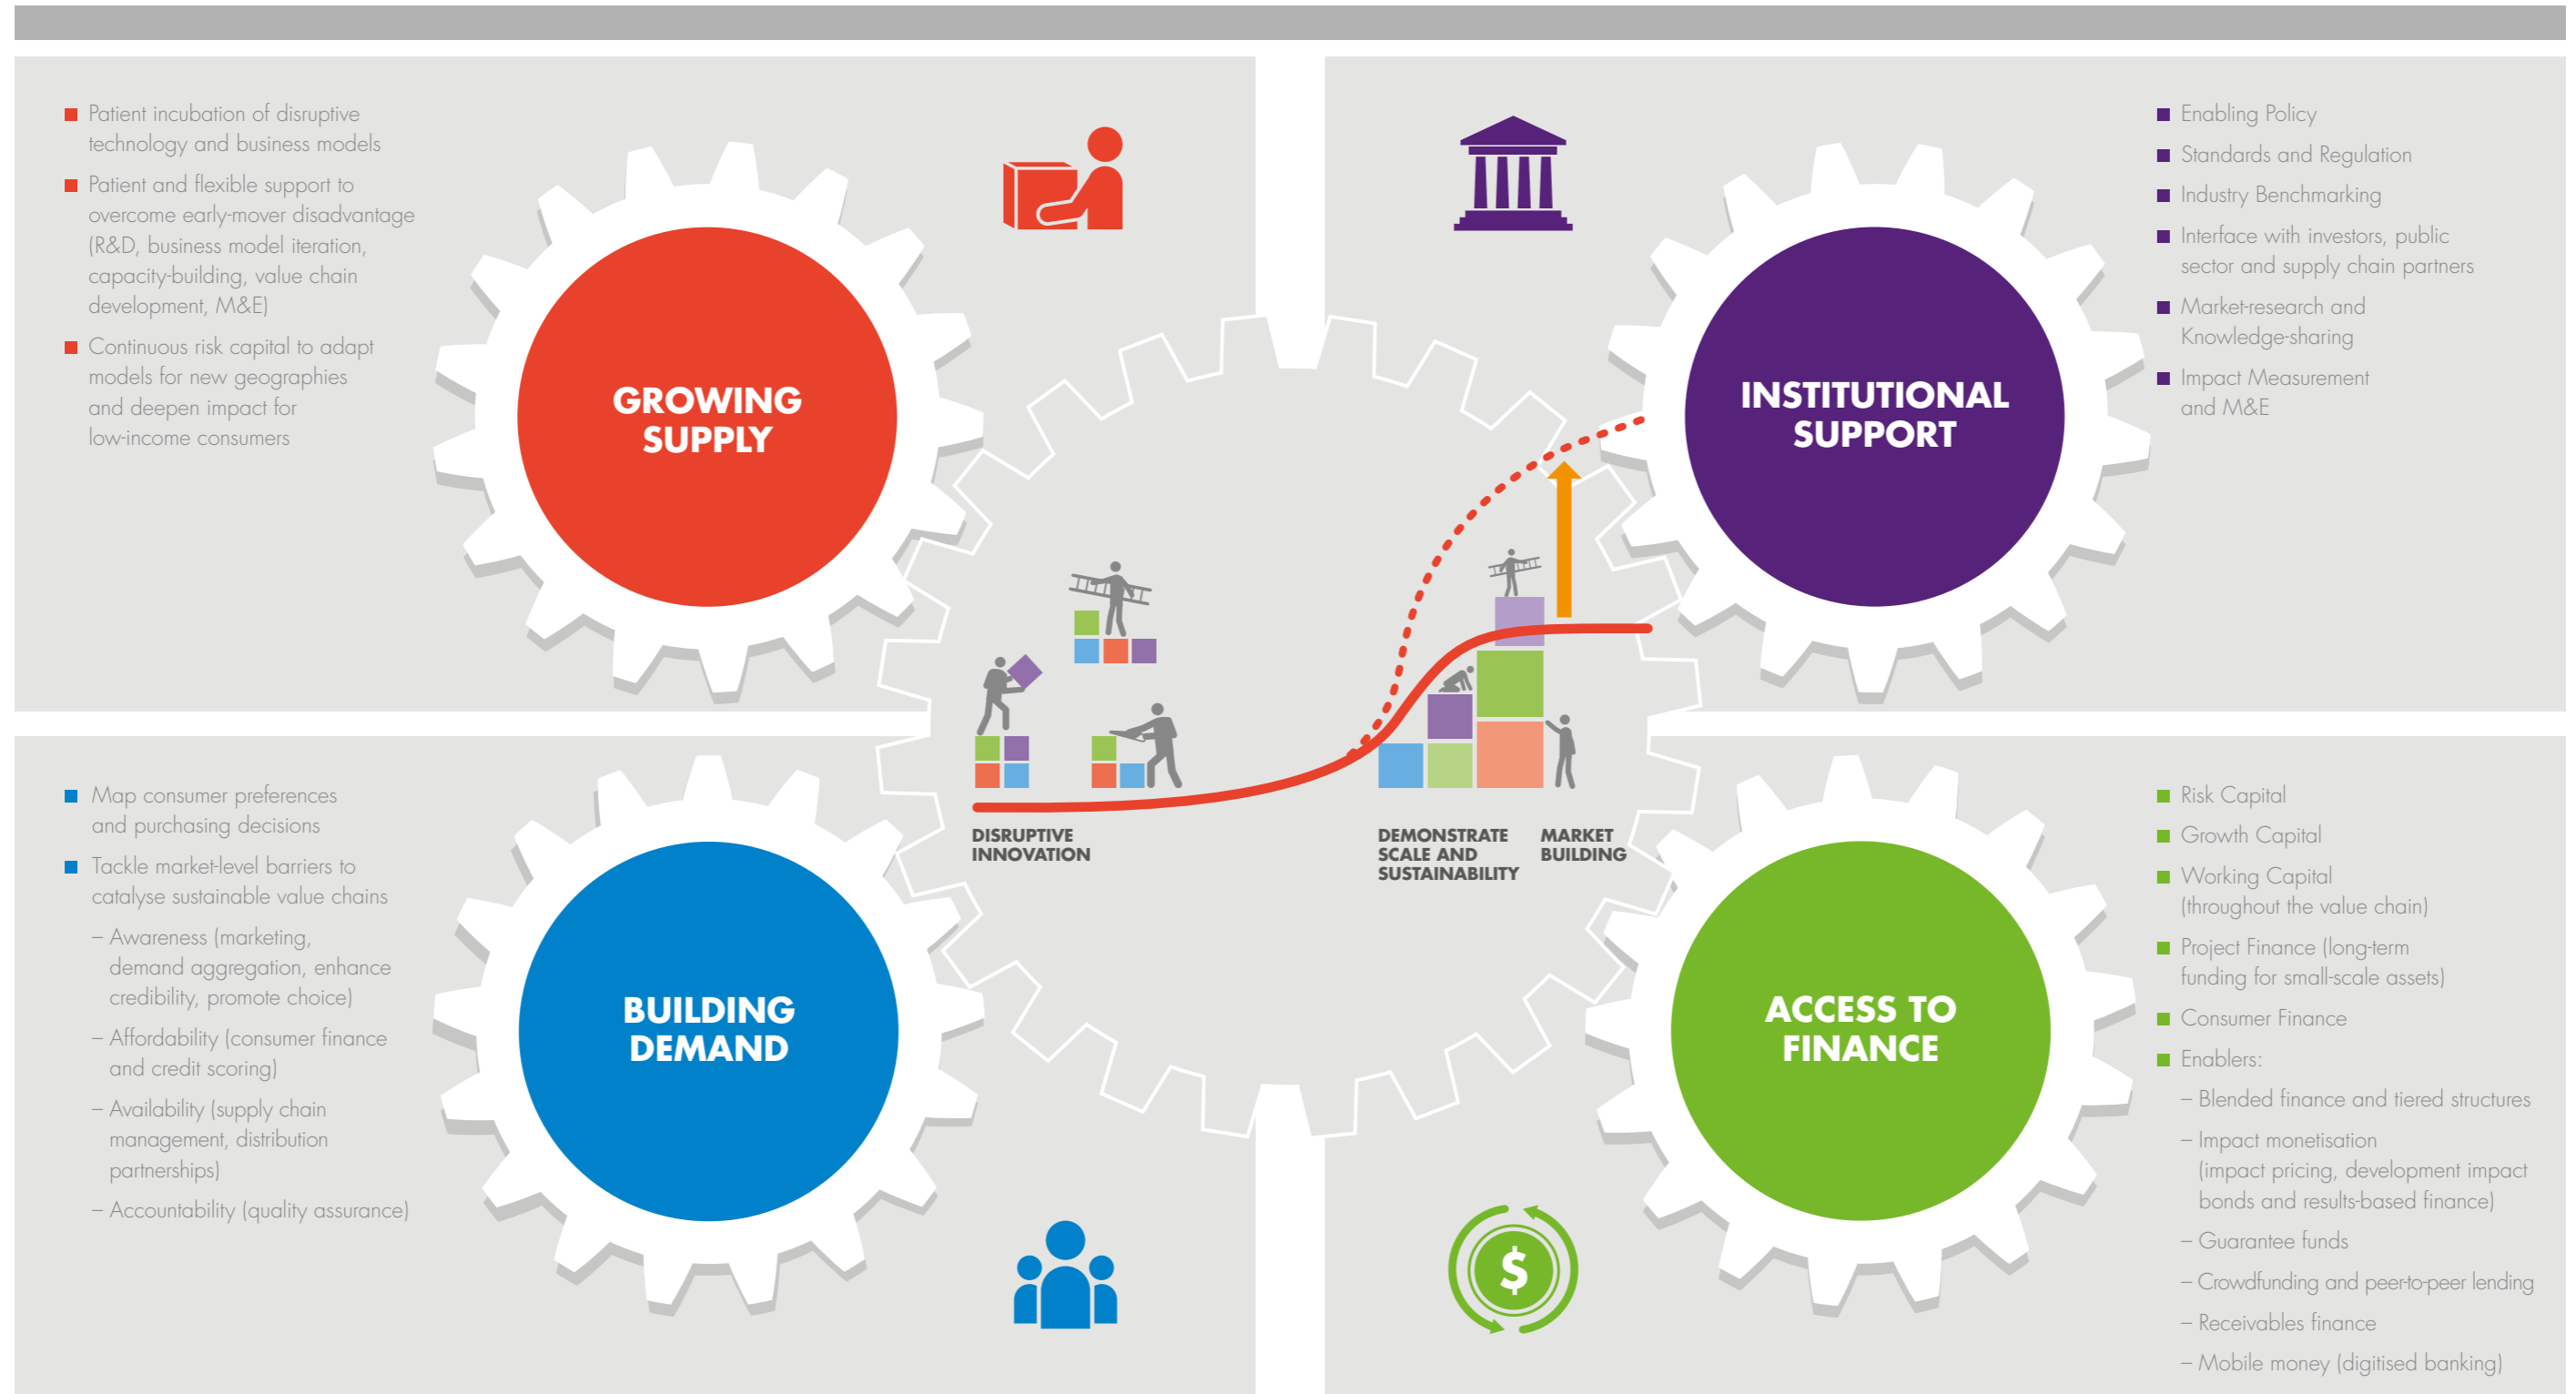 Patient incubation of disruptive
technology and business models
Patient and flexible support to
overcome early-mover disadvantage
(R&D, business model iteration,
capacity-building, value chain
development, M&E)
Continuous risk capital to adapt
models for new geographies
and deepen impact for
low-income consumers
GROWING
SUPPLY
INSTITUTIONAL
SUPPORT
Enabling Policy
Standards and Regulation
Industry Benchmarking
Interface with investors, public
sector and supply chain partners
Market-research and
Knowledge-sharing
Impact Measurement
and M&E
DISRUPTIVE
INNOVATION
DEMONSTRATE
SCALE AND
SUSTAINABILITY
MARKET
BUILDING
Map consumer preferences
and purchasing decisions
Tackle market-level barriers to
catalyse sustainable value chains
– Awareness (marketing,
demand aggregation, enhance
credibility, promote choice)
– Affordability (consumer finance
and credit scoring)
– Availability (supply chain
management, distribution
partnerships)
– Accountability (quality assurance)
BUILDING
DEMAND
$
ACCESS TO
FINANCE
Risk Capital
Growth Capital
Working Capital
(throughout the value chain)
Project Finance (long-term
funding for small-scale assets)
Consumer Finance
Enablers:
– Blended finance and tiered structures
– Impact monetisation
(impact pricing, development impact
bonds and results-based finance)
– Guarantee funds
– Crowdfunding and peer-to-peer lending
– Receivables finance
– Mobile money (digitised banking)